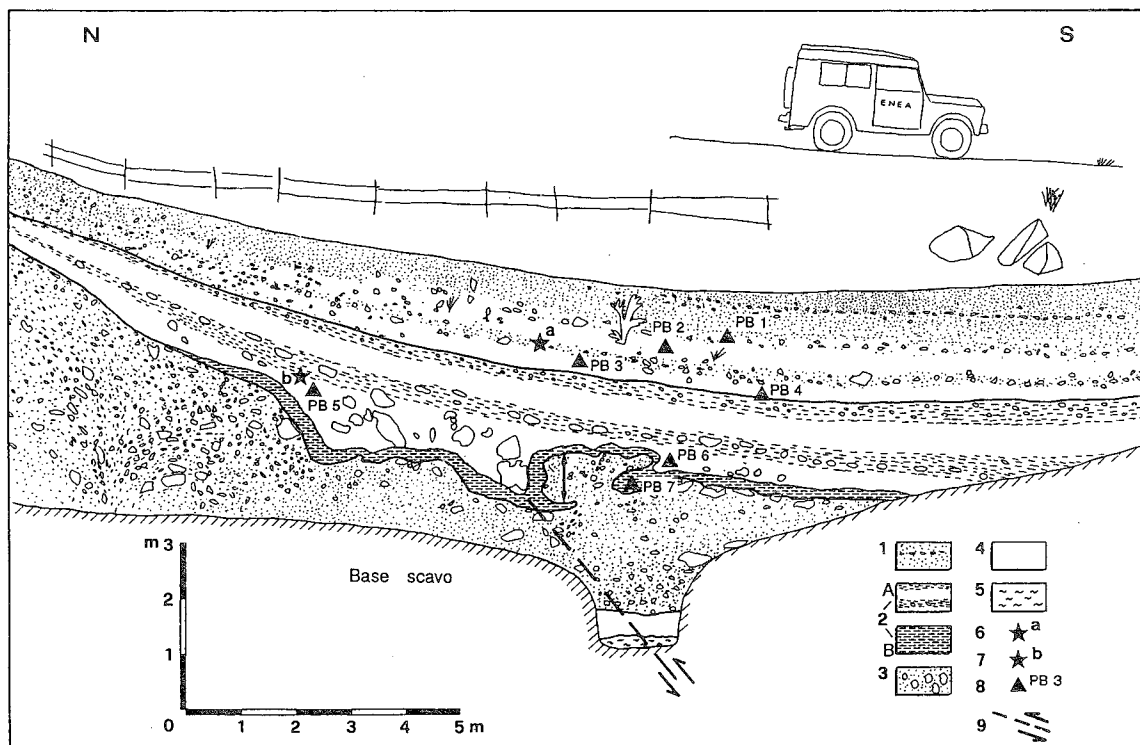 N
S
ENEA
a
PB 2
PB 1
PB 3
PB 4
b
PB 5
PB 6
PB 7
m 3
2
1
0
1 2 3 4 5 m
Base scavo
1
4
A
5
2
B
6 a
7 b
3
8 PB 3
9